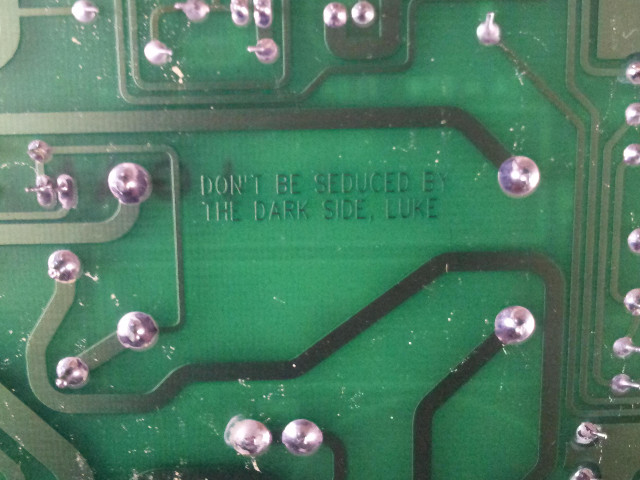 DON'T BE SEDUCED BY
THE DARK SIDE, LUKE